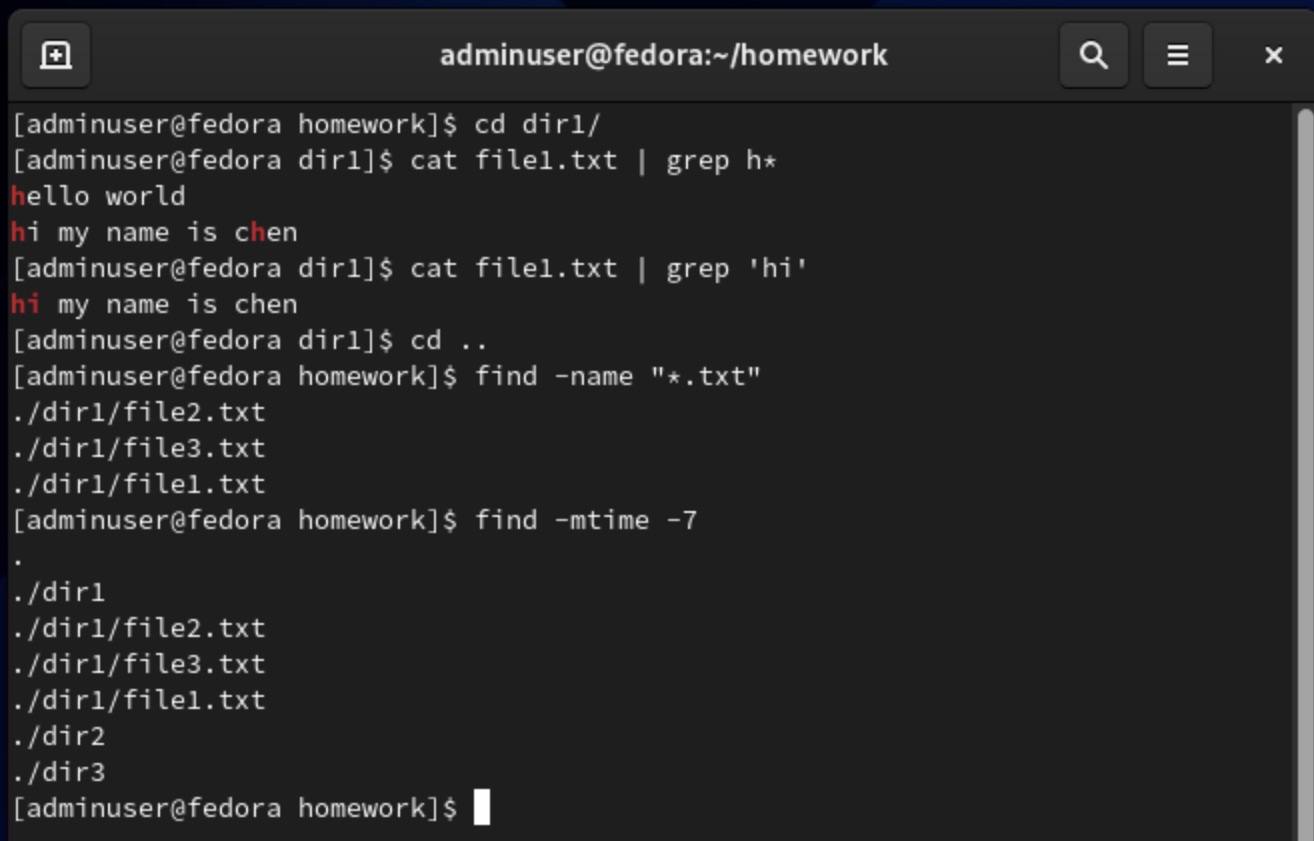 adminuser@fedora:~/homework
[adminuser@fedora homework]$ cd dir1/
[adminuser@fedora dir1]$ cat file1.txt | grep h*
hello world
hi my name is chen
[adminuser@fedora dir1]$ cat file1.txt | grep 'hi'
hi my name is chen
[adminuser@fedora dir1]$ cd ..
[adminuser@fedora homework]$ find -name "*.txt"
./dir1/file2.txt
./dir1/file3.txt
./dir1/file1.txt
[adminuser@fedora homework]$ find -mtime -7
.
./dir1
./dir1/file2.txt
./dir1/file3.txt
./dir1/file1.txt
./dir2
./dir3
[adminuser@fedora homework]$